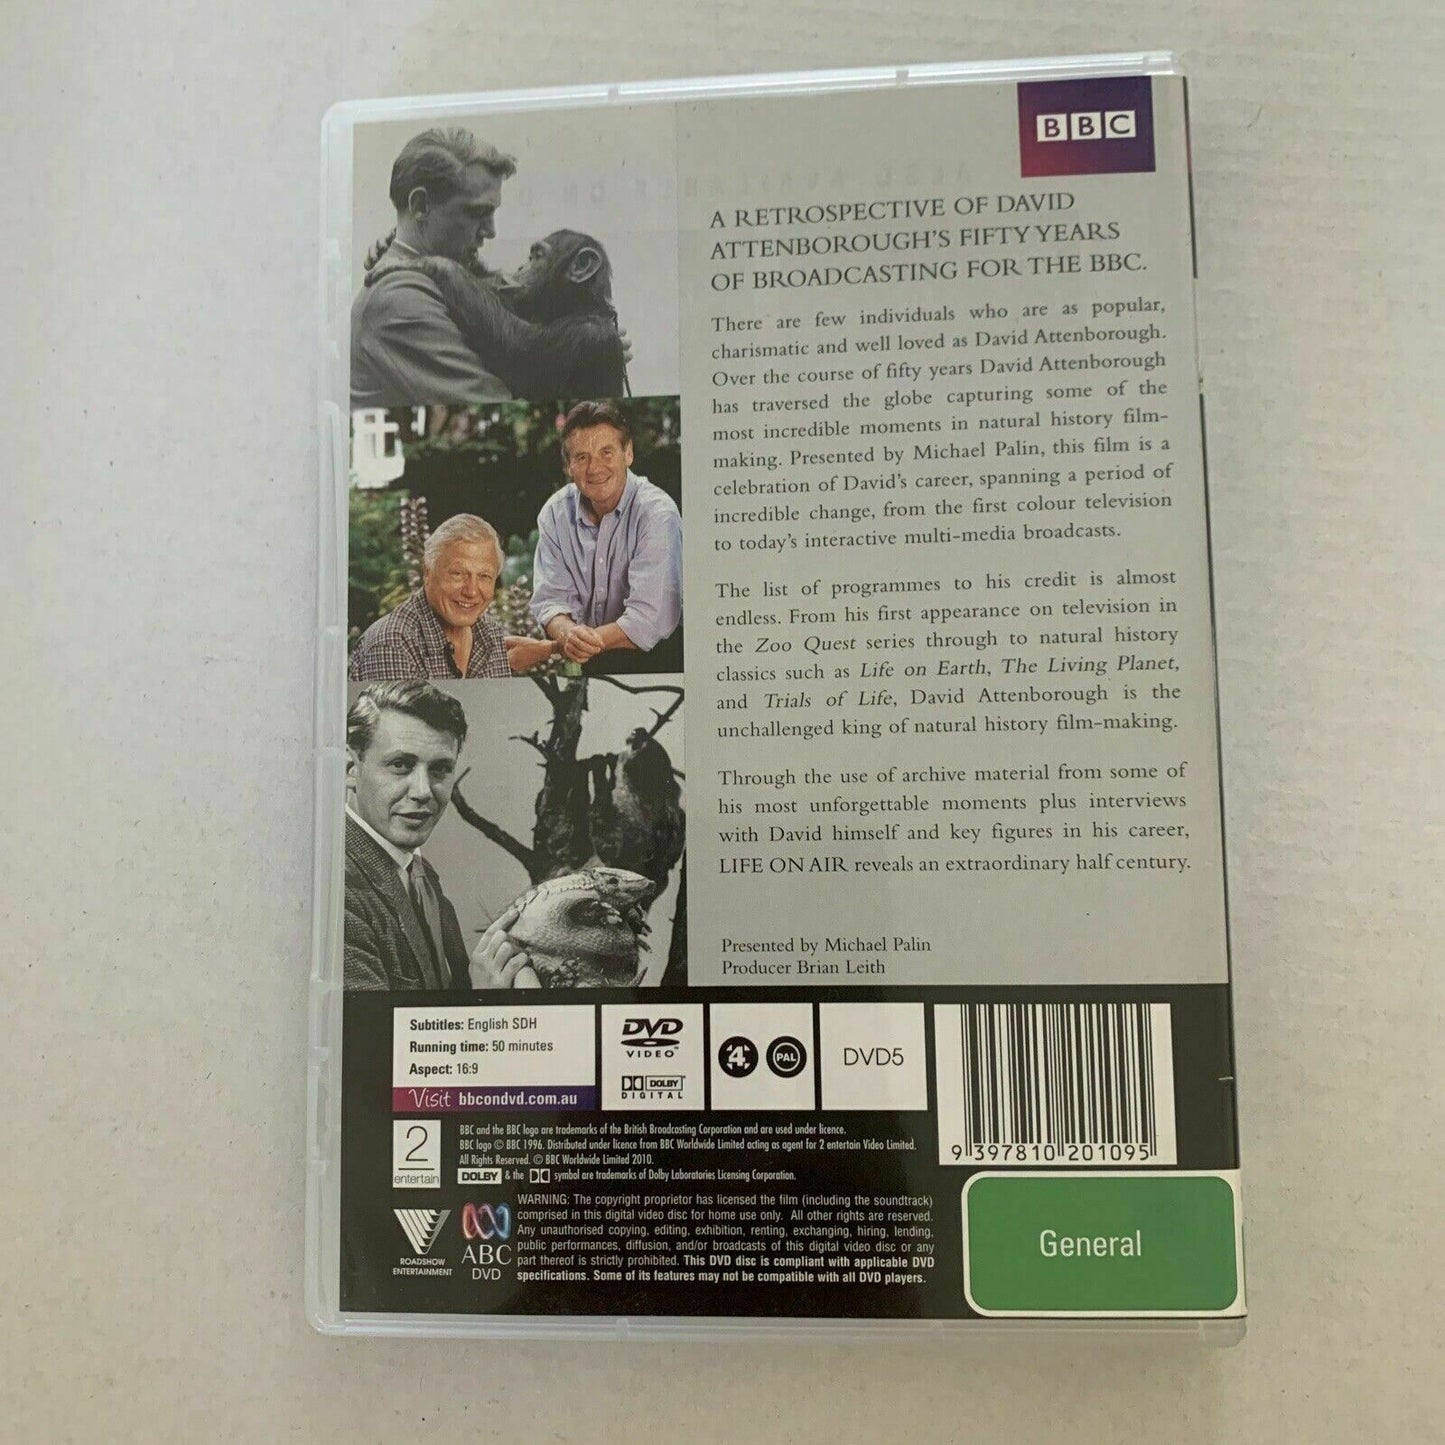 BBC
A RETROSPECTIVE OF DAVID
ATTENBOROUGH'S FIFTY YEARS
OF BROADCASTING FOR THE BBC.
There are few individuals who are as popular,
charismatic and well loved as David Attenborough.
Over the course of fifty years David Attenborough
has traversed the globe capturing some of the
most incredible moments in natural history film-
making. Presented by Michael Palin, this film is a
celebration of David's career, spanning a period of
incredible change, from the first colour television
to today's interactive multi-media broadcasts.
The list of programmes to his credit is almost
endless. From his first appearance on television in
the Zoo Quest series through to natural history
classics such as Life on Earth, The Living Planet,
and Trials of Life, David Attenborough is the
unchallenged king of natural history film-making.
Through the use of archive material from some of
his most unforgettable moments plus interviews
with David himself and key figures in his career,
LIFE ON AIR reveals an extraordinary half century.
Presented by Michael Palin
Producer Brian Leith
Subtitles: English SDH
Running time: 50 minutes
Aspect: 16:9
Visit bbcondvd.com.au
DVD
VIDEO™
DOLBY
DIGITAL
4
PAL
DVD5
9 397810 201095
2
entertain
BBC and the BBC logo are trademarks of the British Broadcasting Corporation and are used under licence.
BBC logo © BBC 1996. Distributed under licence from BBC Worldwide Limited acting as agent for 2 entertain Video Limited.
All Rights Reserved. © BBC Worldwide Limited 2010.
DOLBY & the symbol are trademarks of Dolby Laboratories Licensing Corporation.
ROADSHOW
ENTERTAINMENT
ABC
DVD
WARNING: The copyright proprietor has licensed the film (including the soundtrack)
comprised in this digital video disc for home use only. All other rights are reserved.
Any unauthorised copying, editing, exhibition, renting, exchanging, hiring, lending,
public performances, diffusion, and/or broadcasts of this digital video disc or any
part thereof is strictly prohibited. This DVD disc is compliant with applicable DVD
specifications. Some of its features may not be compatible with all DVD players.
General